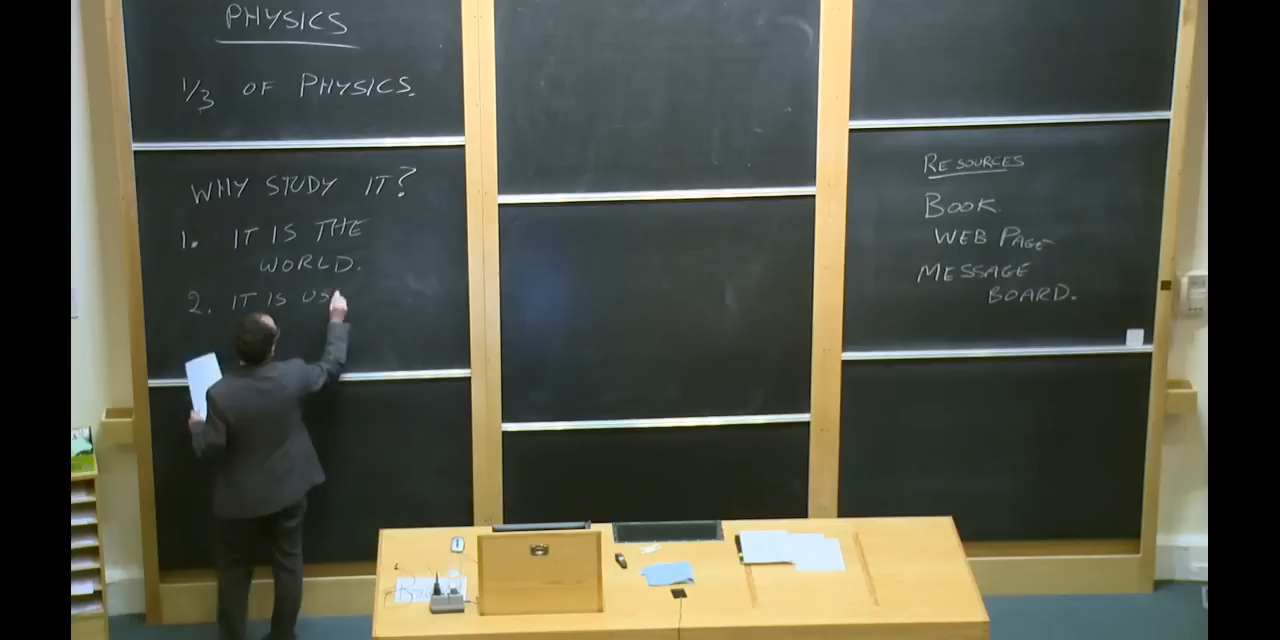 PHYSICS
1/3 OF PHYSICS.
WHY STUDY IT?
1. IT IS THE
WORLD.
2. IT IS US
RESOURCES
BOOK
WEB PAGE
MESSAGE
BOARD.